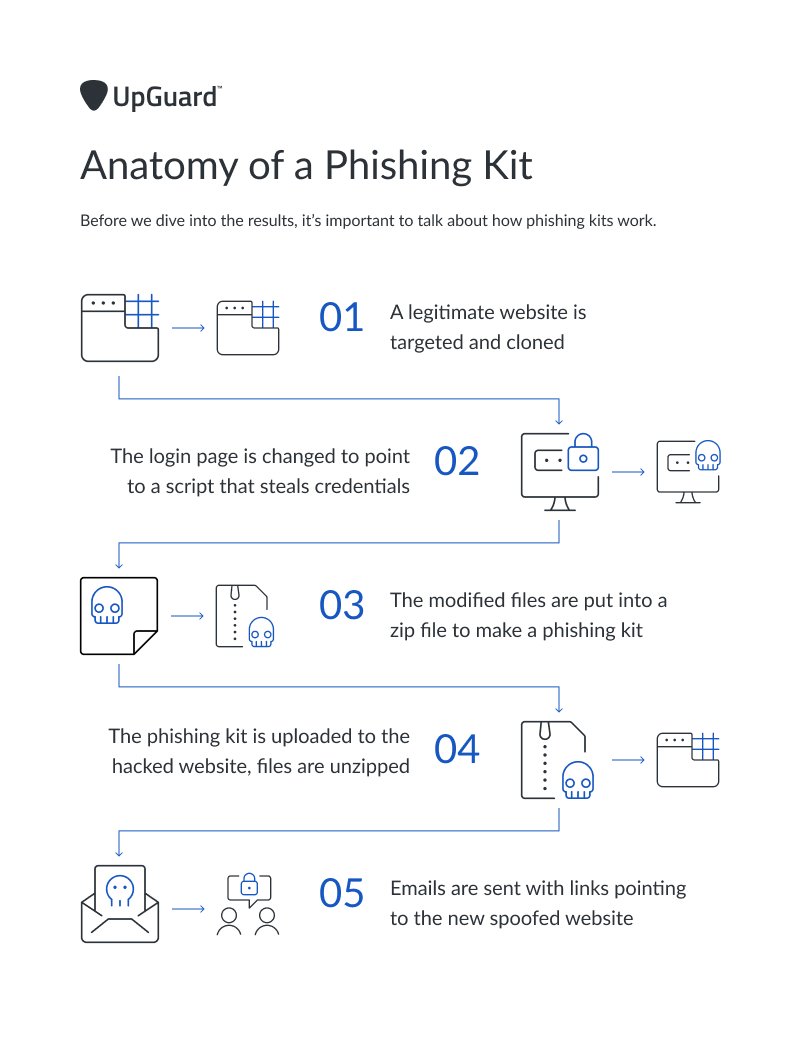 UpGuard™
Anatomy of a Phishing Kit
Before we dive into the results, it’s important to talk about how phishing kits work.
01
A legitimate website is
targeted and cloned
The login page is changed to point
to a script that steals credentials
02
03
The modified files are put into a
zip file to make a phishing kit
The phishing kit is uploaded to the
hacked website, files are unzipped
04
05
Emails are sent with links pointing
to the new spoofed website